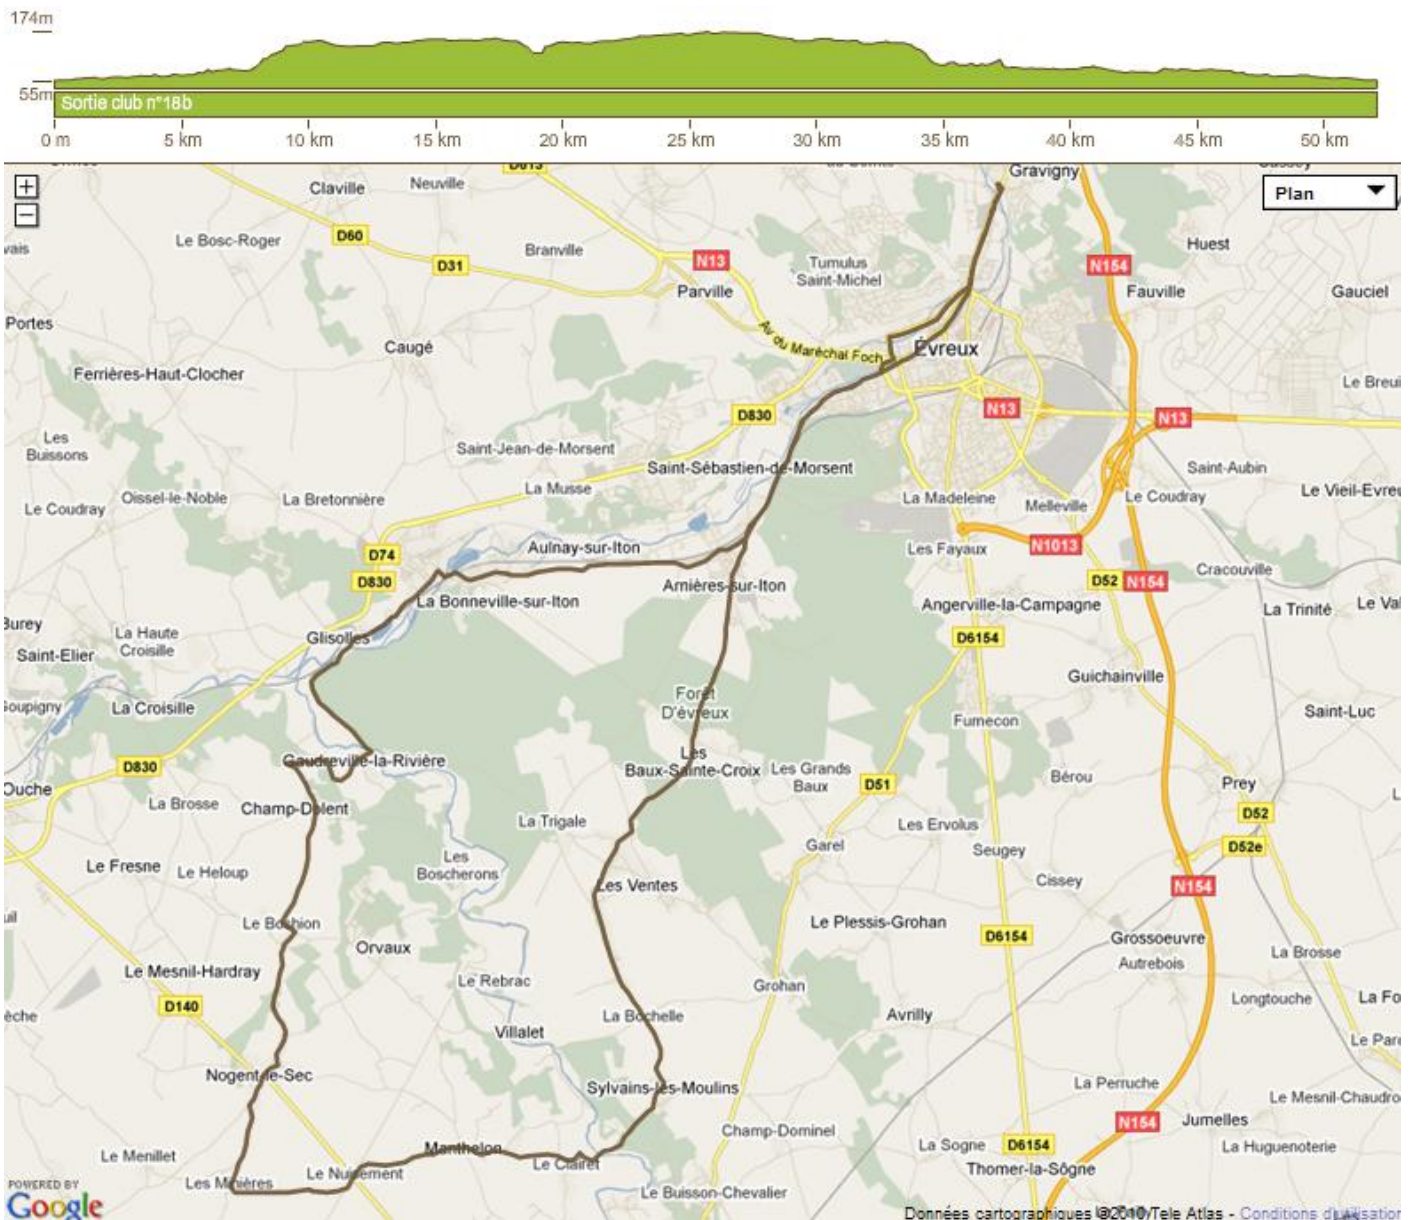 174m
55m
Sortie club n°18b
0 m
5 km
10 km
15 km
20 km
25 km
30 km
35 km
40 km
45 km
50 km
+
−
Plan
Claville
Neuville
Gravigny
Le Bosc-Roger
D60
Branville
D31
N13
Tumulus
Saint-Michel
Parville
Huest
N154
Fauville
Gauciel
Portes
Caugé
Av du Maréchal Foch
Évreux
Ferrières-Haut-Clocher
N13
N13
D830
Les
Buissons
Saint-Jean-de-Morsent
Saint-Sébastien-de-Morsent
Saint-Aubin
Le Coudray
Oissel-le-Noble
La Bretonnière
La Musse
La Madeleine
Melleville
Le Coudray
D74
D830
Aulnay-sur-Iton
Les Fayaux
N1013
Arnières-sur-Iton
D52
N154
Cracouville
La Bonneville-sur-Iton
Angerville-la-Campagne
La Trinité
La Haute
Croisille
Glisolles
D6154
Saint-Elier
Guichainville
Forêt
D'évreux
La Croisille
Fumecon
Saint-Luc
D830
Gaudreville-la-Rivière
Les
Baux-Sainte-Croix
Les Grands
Baux
D51
Bérou
Prey
La Brosse
Champ-Dolent
La Trigale
Les Ervolus
D52
Garel
Seugey
D52e
Le Fresne
Le Heloup
Les
Boscherons
Cissey
N154
Les Ventes
Le Boshion
Le Plessis-Grohan
D6154
Grossoeuvre
Autrebois
Orvaux
La Brosse
Le Mesnil-Hardray
Le Rebrac
Grohan
Longtouche
D140
La Bochelle
Avrilly
Villalet
Nogent-le-Sec
Sylvains-les-Moulins
La Perruche
N154
Jumelles
Champ-Dominel
La Sogne
D6154
La Huguenoterie
Le Menillet
Manthelon
Le Clairet
Thomer-la-Sôgne
Les Minières
Le Nuisement
Le Buisson-Chevalier
POWERED BY
Google
Données cartographiques ©2010 Tele Atlas - Conditions d'utilisation